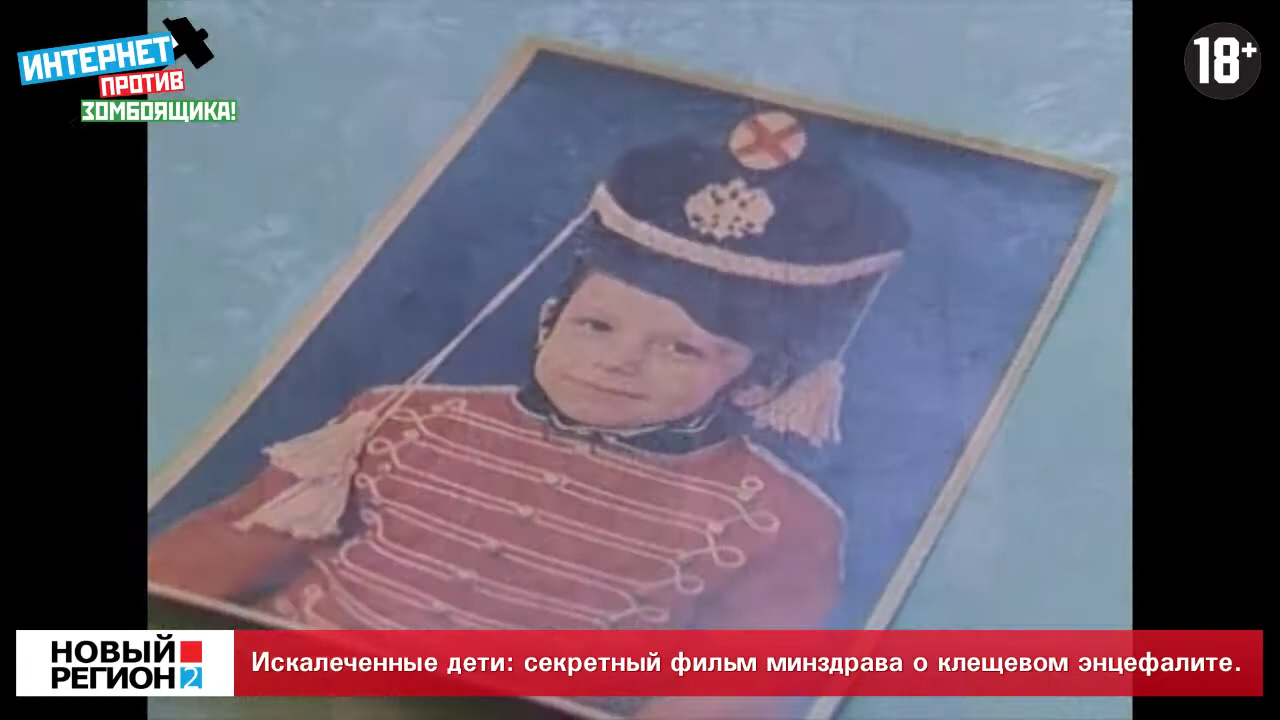 ИНТЕРНЕТ
ПРОТИВ
ЗОМБОЯЩИКА!
18+
НОВЫЙ
РЕГИОН 2
Искалеченные дети: секретный фильм минздрава о клещевом энцефалите.